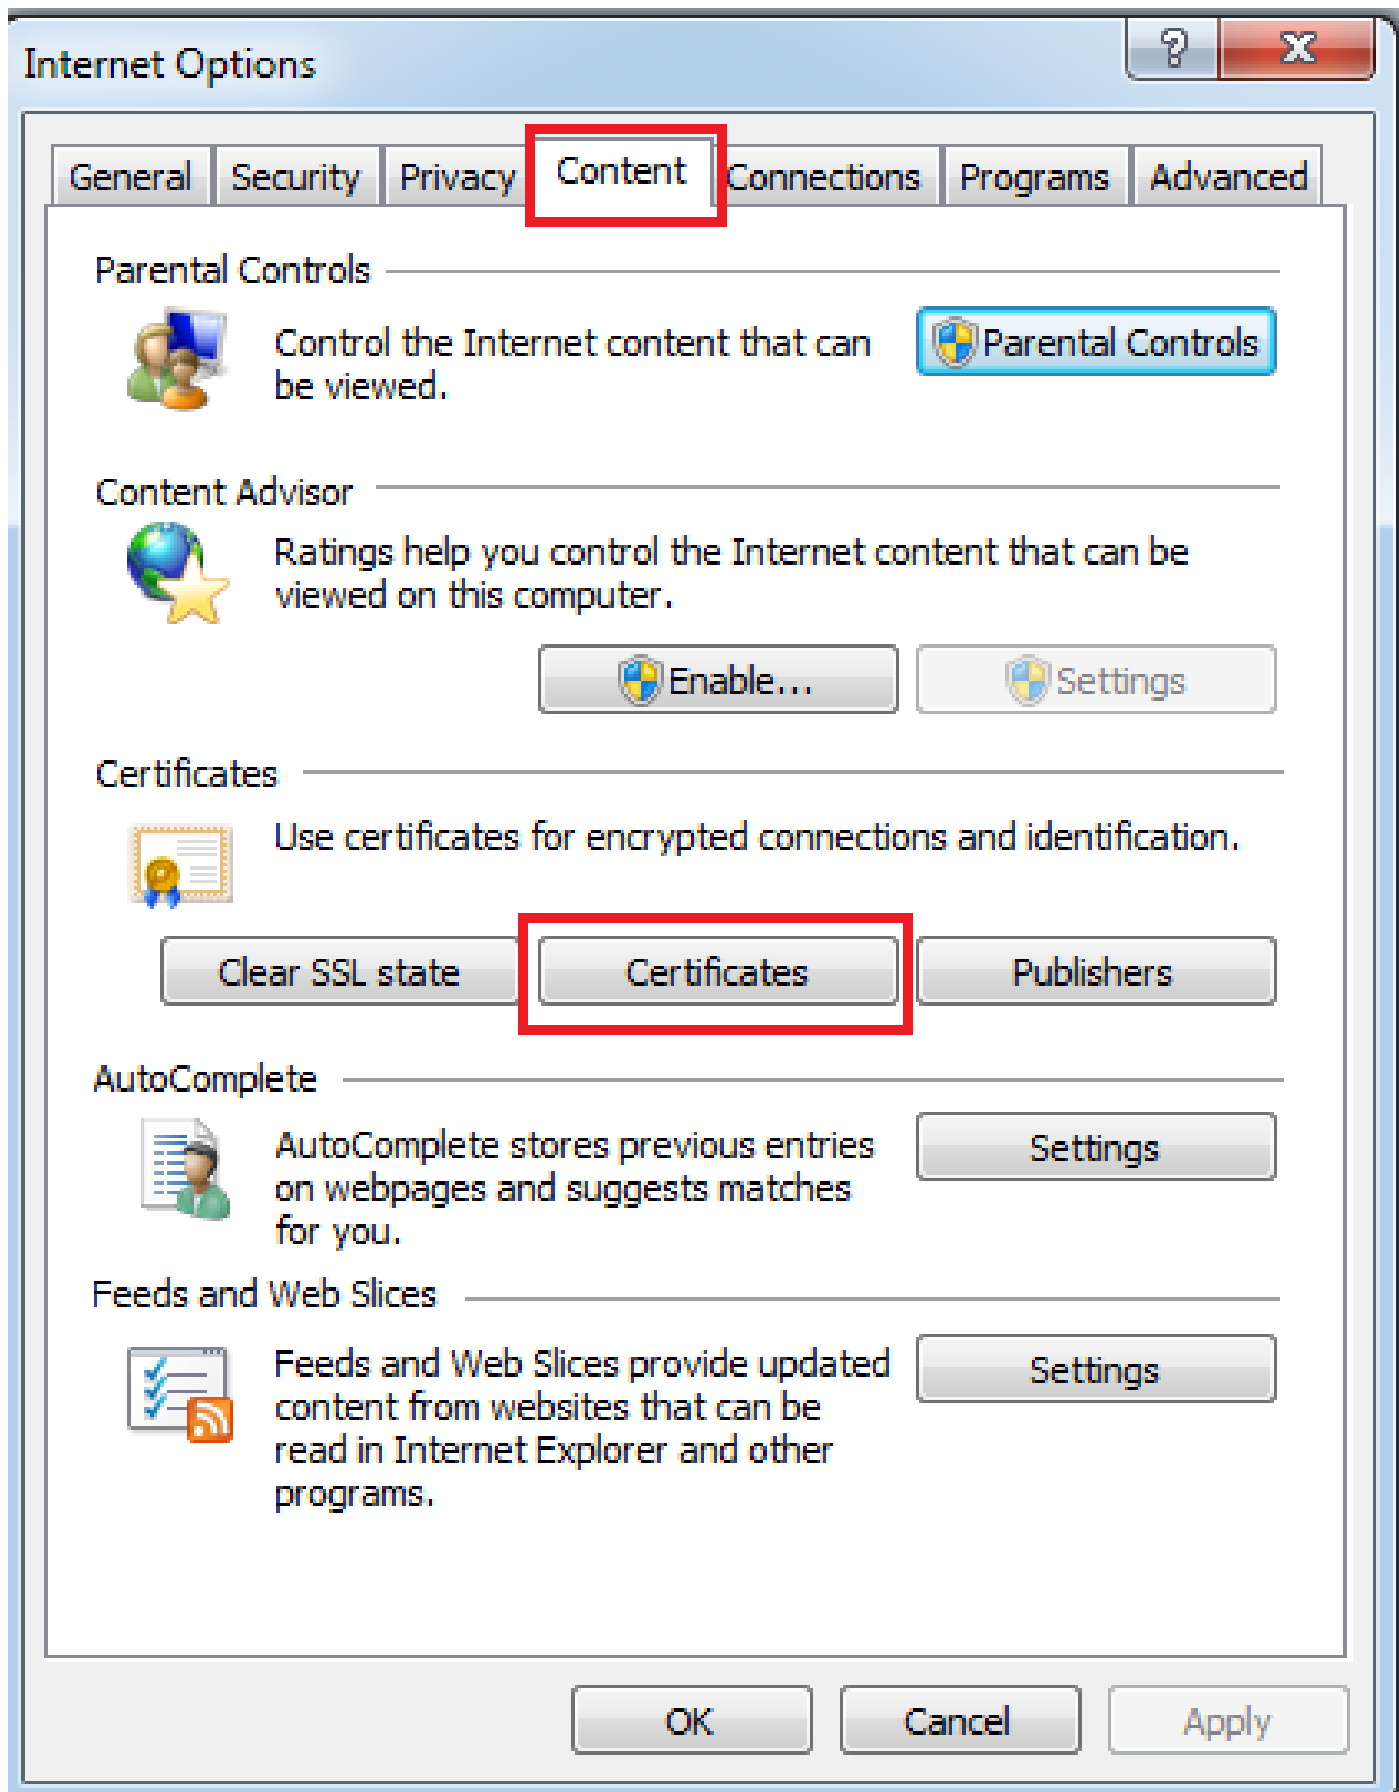 Internet Options
?
General Security Privacy Content Connections Programs Advanced
Parental Controls
Control the Internet content that can
be viewed.
Parental Controls
Content Advisor
Ratings help you control the Internet content that can be
viewed on this computer.
Enable... Settings
Certificates
Use certificates for encrypted connections and identification.
Clear SSL state Certificates Publishers
AutoComplete
AutoComplete stores previous entries
on webpages and suggests matches
for you.
Settings
Feeds and Web Slices
Feeds and Web Slices provide updated
content from websites that can be
read in Internet Explorer and other
programs.
Settings
OK Cancel Apply